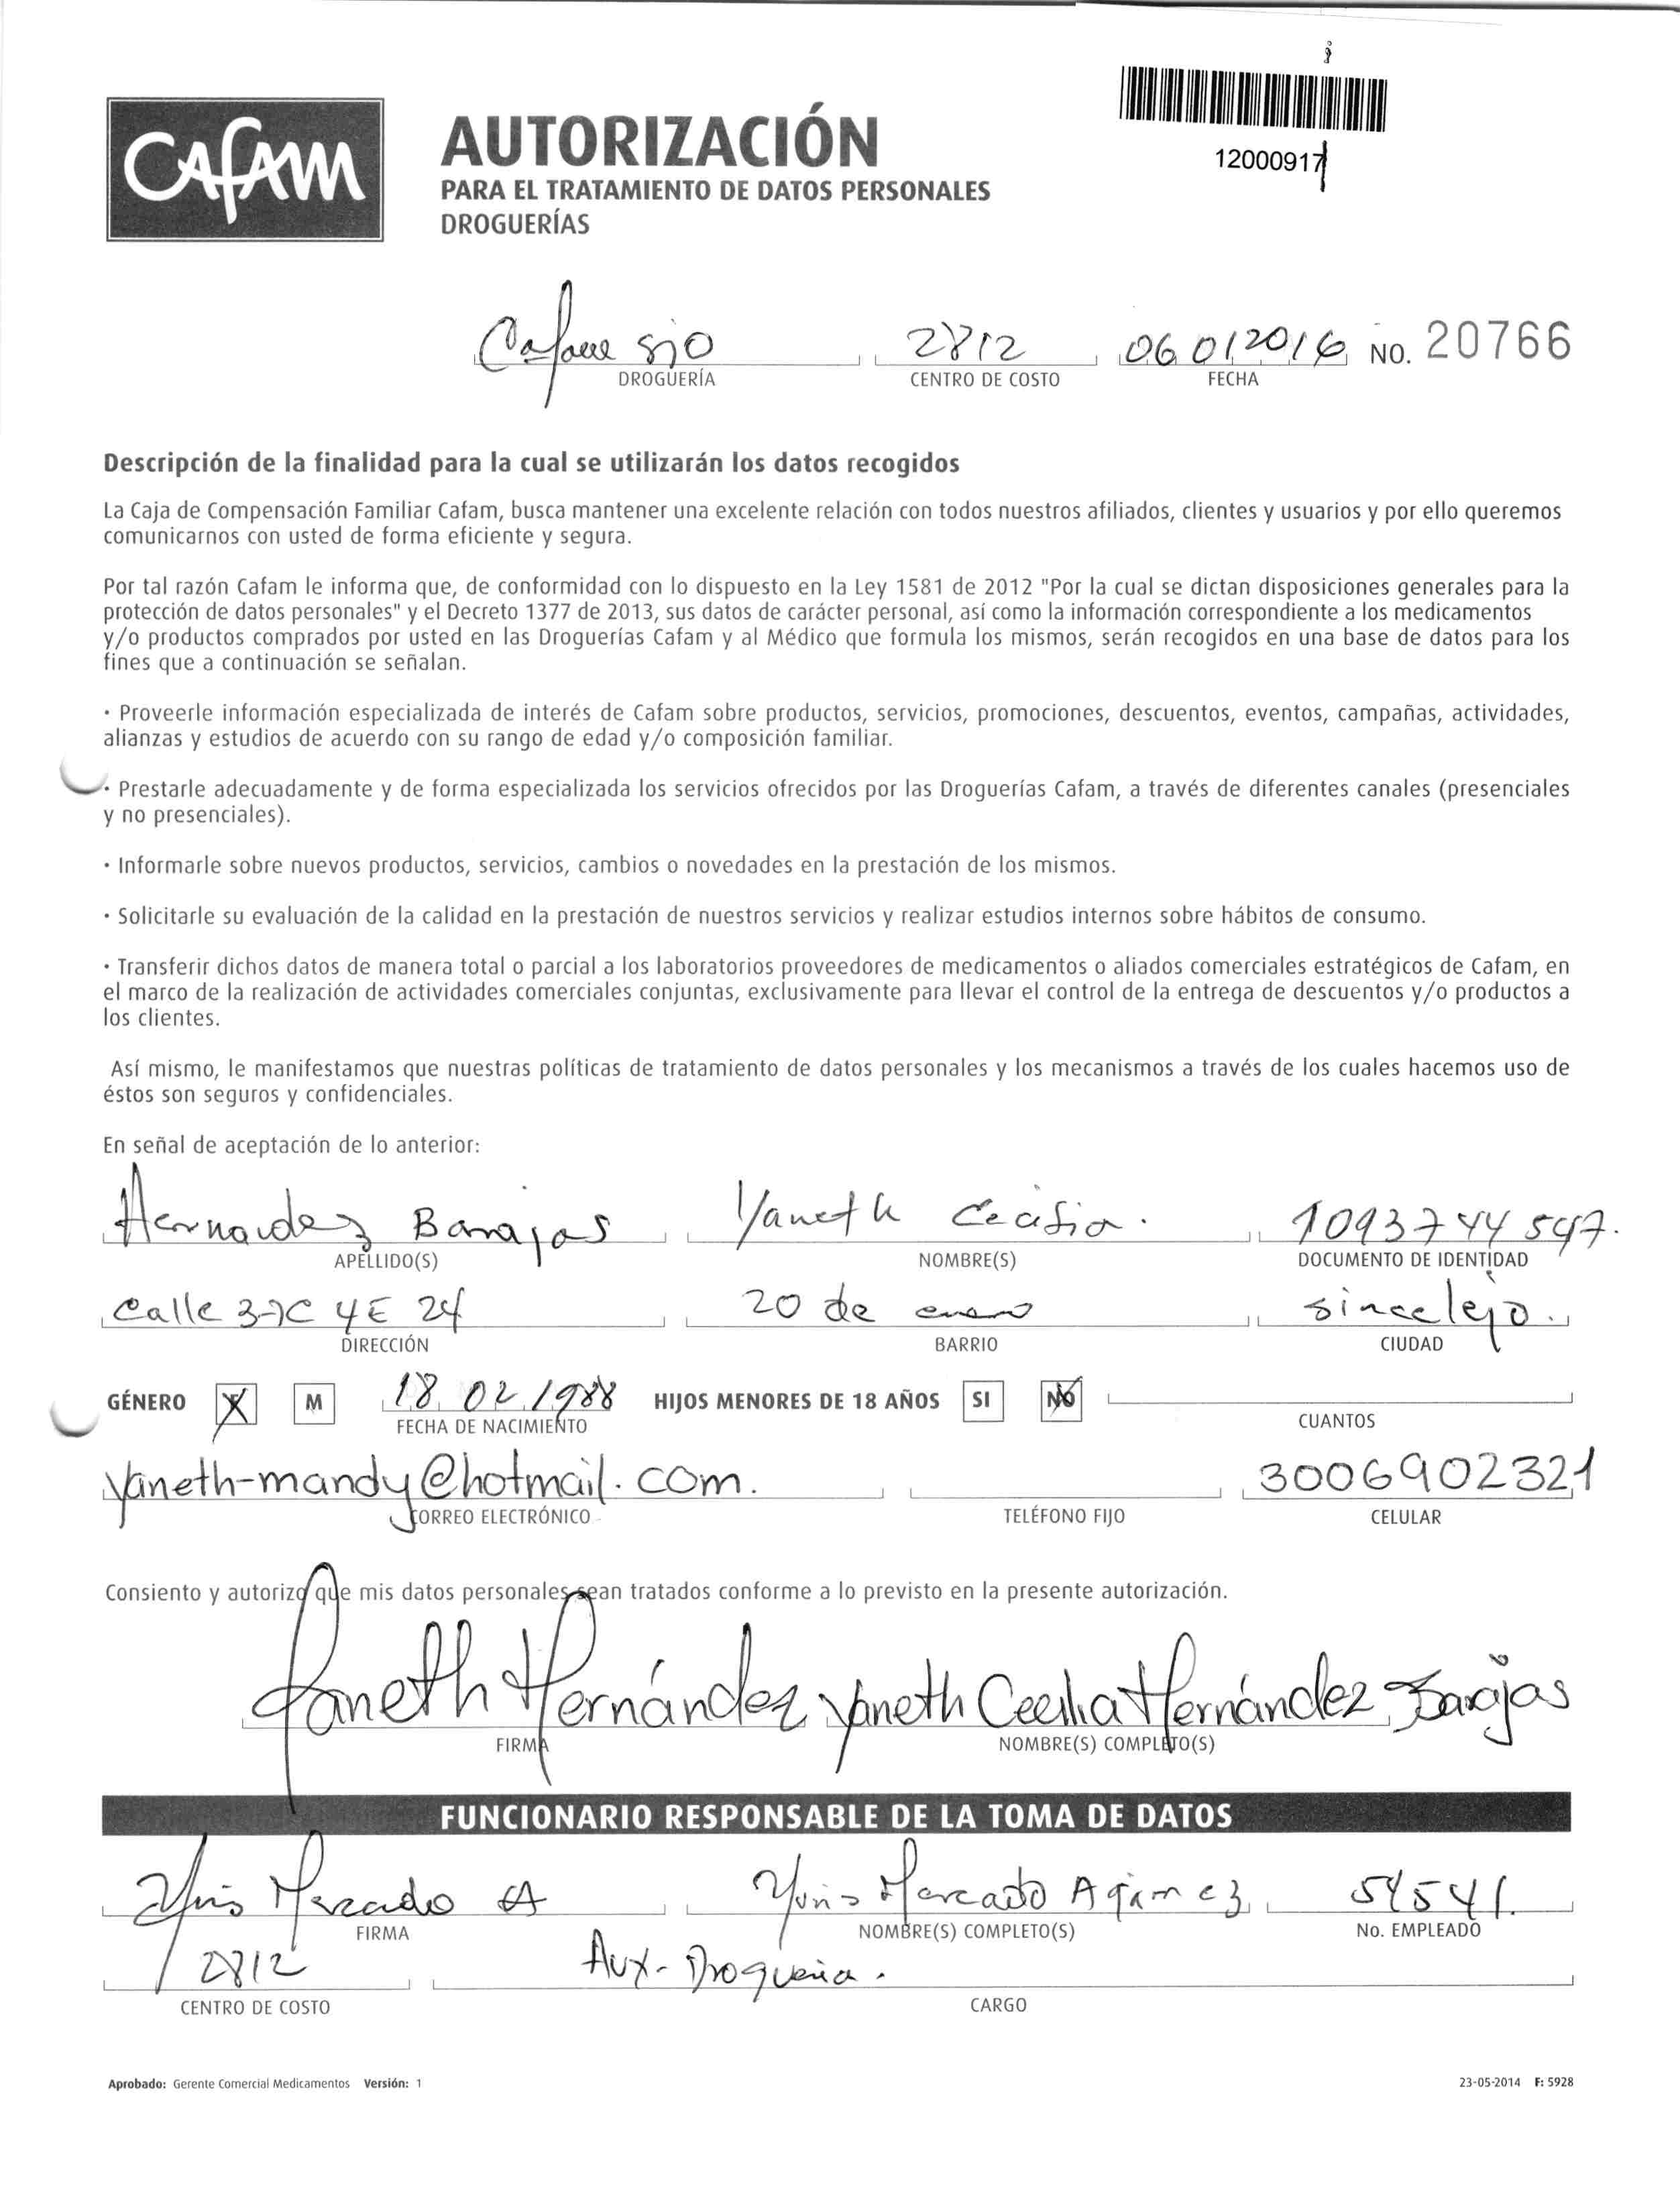 CAFAM
AUTORIZACIÓN
PARA EL TRATAMIENTO DE DATOS PERSONALES
DROGUERÍAS
12000917
Cafam sjo 2812 06 01 2016 NO. 20766
DROGUERÍA CENTRO DE COSTO FECHA
Descripción de la finalidad para la cual se utilizarán los datos recogidos
La Caja de Compensación Familiar Cafam, busca mantener una excelente relación con todos nuestros afiliados, clientes y usuarios y por ello queremos
comunicarnos con usted de forma eficiente y segura.
Por tal razón Cafam le informa que, de conformidad con lo dispuesto en la Ley 1581 de 2012 "Por la cual se dictan disposiciones generales para la
protección de datos personales" y el Decreto 1377 de 2013, sus datos de carácter personal, así como la información correspondiente a los medicamentos
y/o productos comprados por usted en las Droguerías Cafam y al Médico que formula los mismos, serán recogidos en una base de datos para los
fines que a continuación se señalan.
· Proveerle información especializada de interés de Cafam sobre productos, servicios, promociones, descuentos, eventos, campañas, actividades,
alianzas y estudios de acuerdo con su rango de edad y/o composición familiar.
· Prestarle adecuadamente y de forma especializada los servicios ofrecidos por las Droguerías Cafam, a través de diferentes canales (presenciales
y no presenciales).
· Informarle sobre nuevos productos, servicios, cambios o novedades en la prestación de los mismos.
· Solicitarle su evaluación de la calidad en la prestación de nuestros servicios y realizar estudios internos sobre hábitos de consumo.
· Transferir dichos datos de manera total o parcial a los laboratorios proveedores de medicamentos o aliados comerciales estratégicos de Cafam, en
el marco de la realización de actividades comerciales conjuntas, exclusivamente para llevar el control de la entrega de descuentos y/o productos a
los clientes.
Así mismo, le manifestamos que nuestras políticas de tratamiento de datos personales y los mecanismos a través de los cuales hacemos uso de
éstos son seguros y confidenciales.
En señal de aceptación de lo anterior:
Hernandez Barajas Yaneth Cecilia. 1093744597.
APELLIDO(S) NOMBRE(S) DOCUMENTO DE IDENTIDAD
Calle 37C 4E 24 20 de enero sincelejo.
DIRECCIÓN BARRIO CIUDAD
GÉNERO F M 18 02 1988 HIJOS MENORES DE 18 AÑOS SI NO
FECHA DE NACIMIENTO CUANTOS
Yaneth-mandy@hotmail.com. 3006902321
CORREO ELECTRÓNICO TELÉFONO FIJO CELULAR
Consiento y autorizo que mis datos personales sean tratados conforme a lo previsto en la presente autorización.
Yaneth Hernández Yaneth Cecilia Hernández Barajas
FIRMA NOMBRE(S) COMPLETO(S)
FUNCIONARIO RESPONSABLE DE LA TOMA DE DATOS
Mercado A Mercado Agamez 54541.
FIRMA NOMBRE(S) COMPLETO(S) No. EMPLEADO
2812 Aux- Drogueria.
CENTRO DE COSTO CARGO
Aprobado: Gerente Comercial Medicamentos Versión: 1 23-05-2014 F: 5928